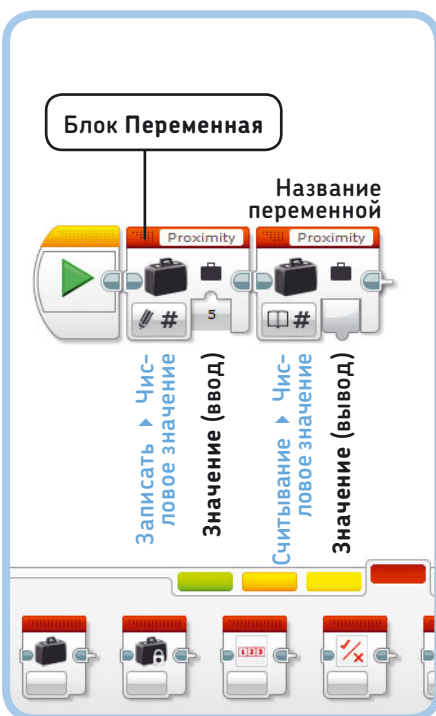 Блок Переменная
Название
переменной
Proximity
Proximity
#
5
#
Записать ▸ Чис-
ловое значение
Значение (ввод)
Считывание ▸ Чис-
ловое значение
Значение (вывод)
123